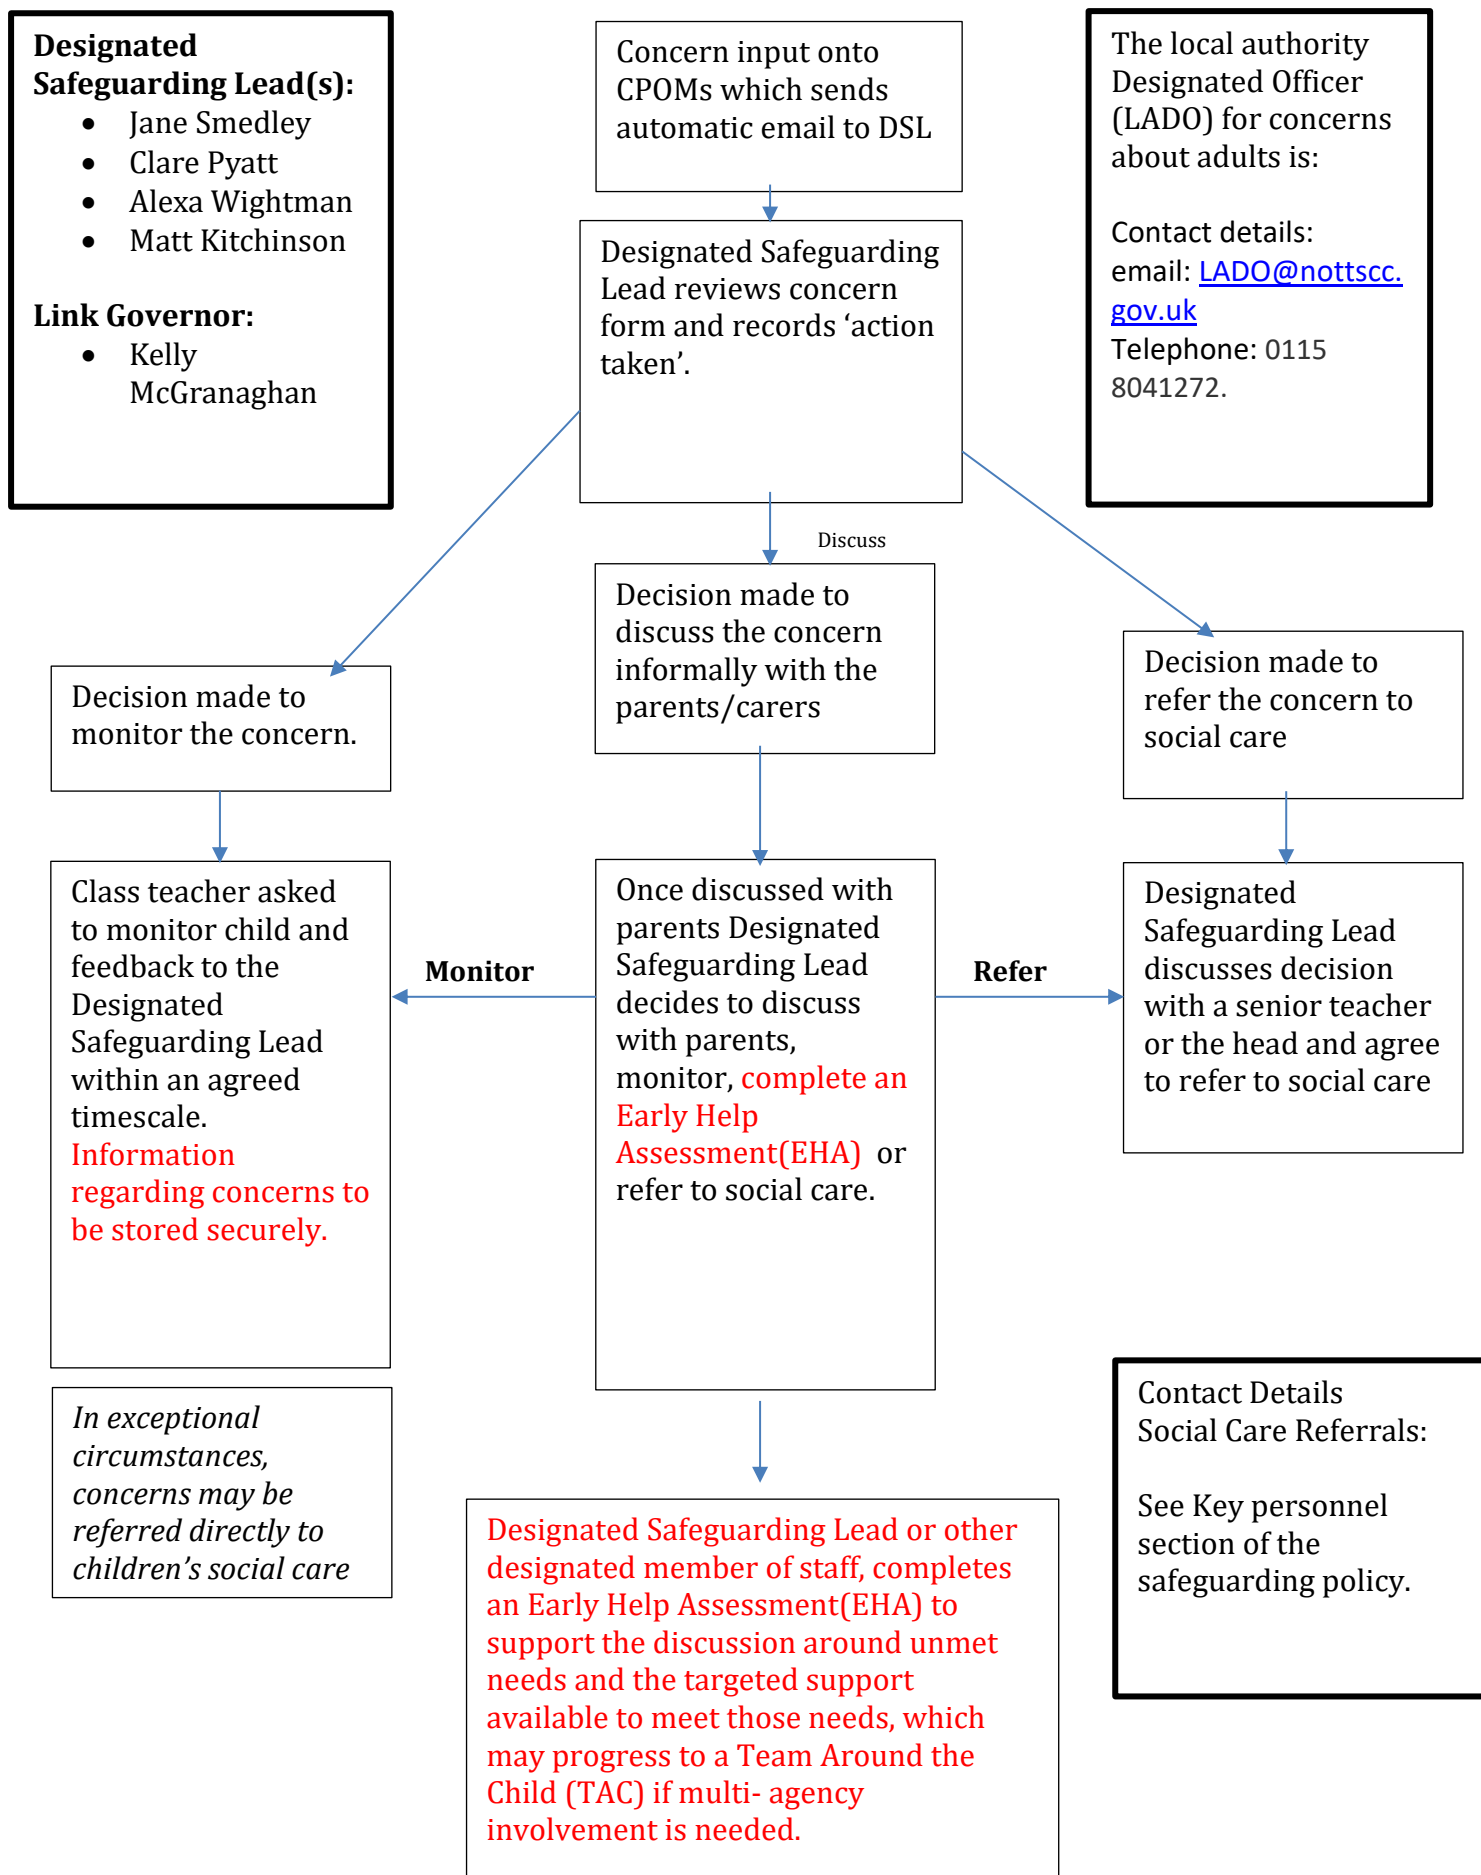 Designated
Safeguarding Lead(s):
• Jane Smedley
• Clare Pyatt
• Alexa Wightman
• Matt Kitchinson
Link Governor:
• Kelly
McGranaghan
Concern input onto
CPOMs which sends
automatic email to DSL
The local authority
Designated Officer
(LADO) for concerns
about adults is:
Contact details:
email: LADO@nottscc.
gov.uk
Telephone: 0115
8041272.
Designated Safeguarding
Lead reviews concern
form and records ‘action
taken’.
Discuss
Decision made to
monitor the concern.
Decision made to
discuss the concern
informally with the
parents/carers
Decision made to
refer the concern to
social care
Class teacher asked
to monitor child and
feedback to the
Designated
Safeguarding Lead
within an agreed
timescale.
Information
regarding concerns to
be stored securely.
Monitor
Once discussed with
parents Designated
Safeguarding Lead
decides to discuss
with parents,
monitor, complete an
Early Help
Assessment(EHA)  or
refer to social care.
Refer
Designated
Safeguarding Lead
discusses decision
with a senior teacher
or the head and agree
to refer to social care
In exceptional
circumstances,
concerns may be
referred directly to
children’s social care
Contact Details
Social Care Referrals:
See Key personnel
section of the
safeguarding policy.
Designated Safeguarding Lead or other
designated member of staff, completes
an Early Help Assessment(EHA) to
support the discussion around unmet
needs and the targeted support
available to meet those needs, which
may progress to a Team Around the
Child (TAC) if multi- agency
involvement is needed.